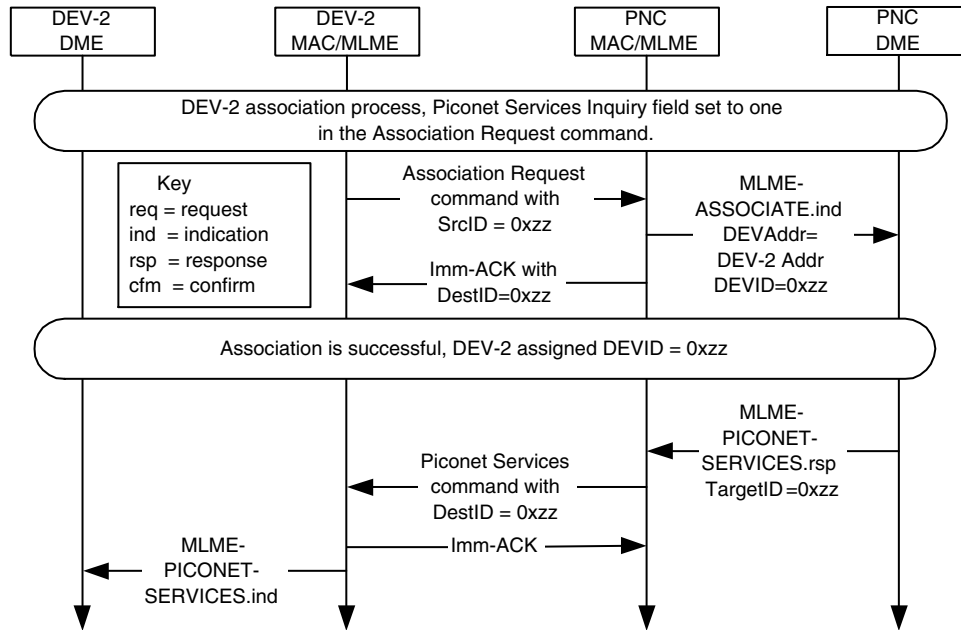 DEV-2
DME
DEV-2
MAC/MLME
PNC
MAC/MLME
PNC
DME
DEV-2 association process, Piconet Services Inquiry field set to one
in the Association Request command.
Key
req = request
ind = indication
rsp = response
cfm = confirm
Association Request
command with
SrcID = 0xzz
MLME-
ASSOCIATE.ind
DEVAddr=
DEV-2 Addr
DEVID=0xzz
Imm-ACK with
DestID=0xzz
Association is successful, DEV-2 assigned DEVID = 0xzz
MLME-
PICONET-
SERVICES.rsp
TargetID=0xzz
Piconet Services
command with
DestID = 0xzz
Imm-ACK
MLME-
PICONET-
SERVICES.ind